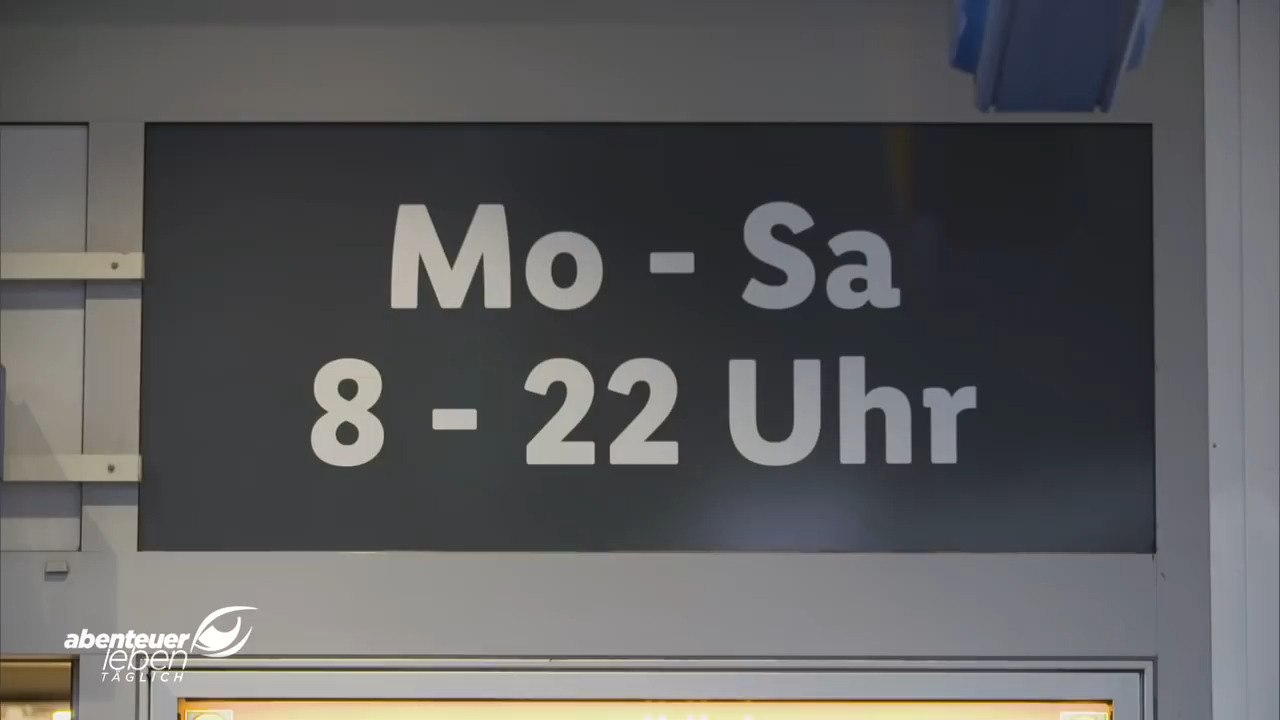 Mo - Sa
8 - 22 Uhr
abenteuer
leben
TÄGLICH